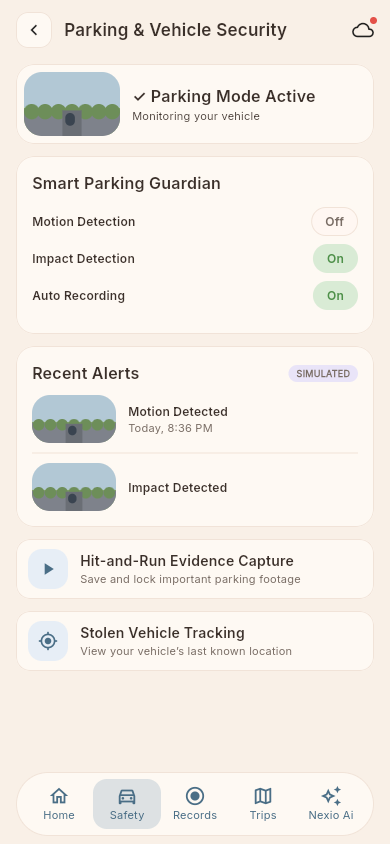 Parking & Vehicle Security
✓ Parking Mode Active
Monitoring your vehicle
Smart Parking Guardian
Motion Detection Off
Impact Detection On
Auto Recording On
Recent Alerts SIMULATED
Motion Detected
Today, 8:36 PM
Impact Detected
Hit-and-Run Evidence Capture
Save and lock important parking footage
Stolen Vehicle Tracking
View your vehicle’s last known location
Home Safety Records Trips Nexio Ai